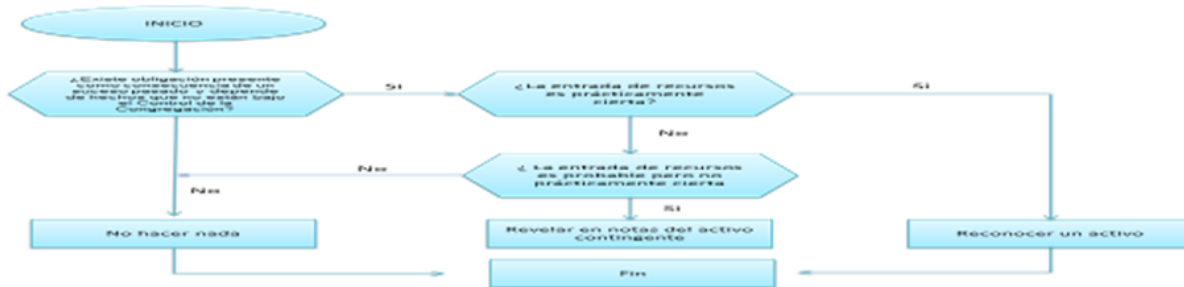 INICIO
¿Existe obligación presente
como consecuencia de un
suceso pasado y depende
de hechos que no están bajo
el Control de la
Congregación?
Si
¿La entrada de recursos
es prácticamente
cierta?
Si
No
¿ La entrada de recursos
es probable pero no
prácticamente cierta
No
No
Si
No hacer nada
Revelar en notas del activo
contingente
Reconocer un activo
Fin